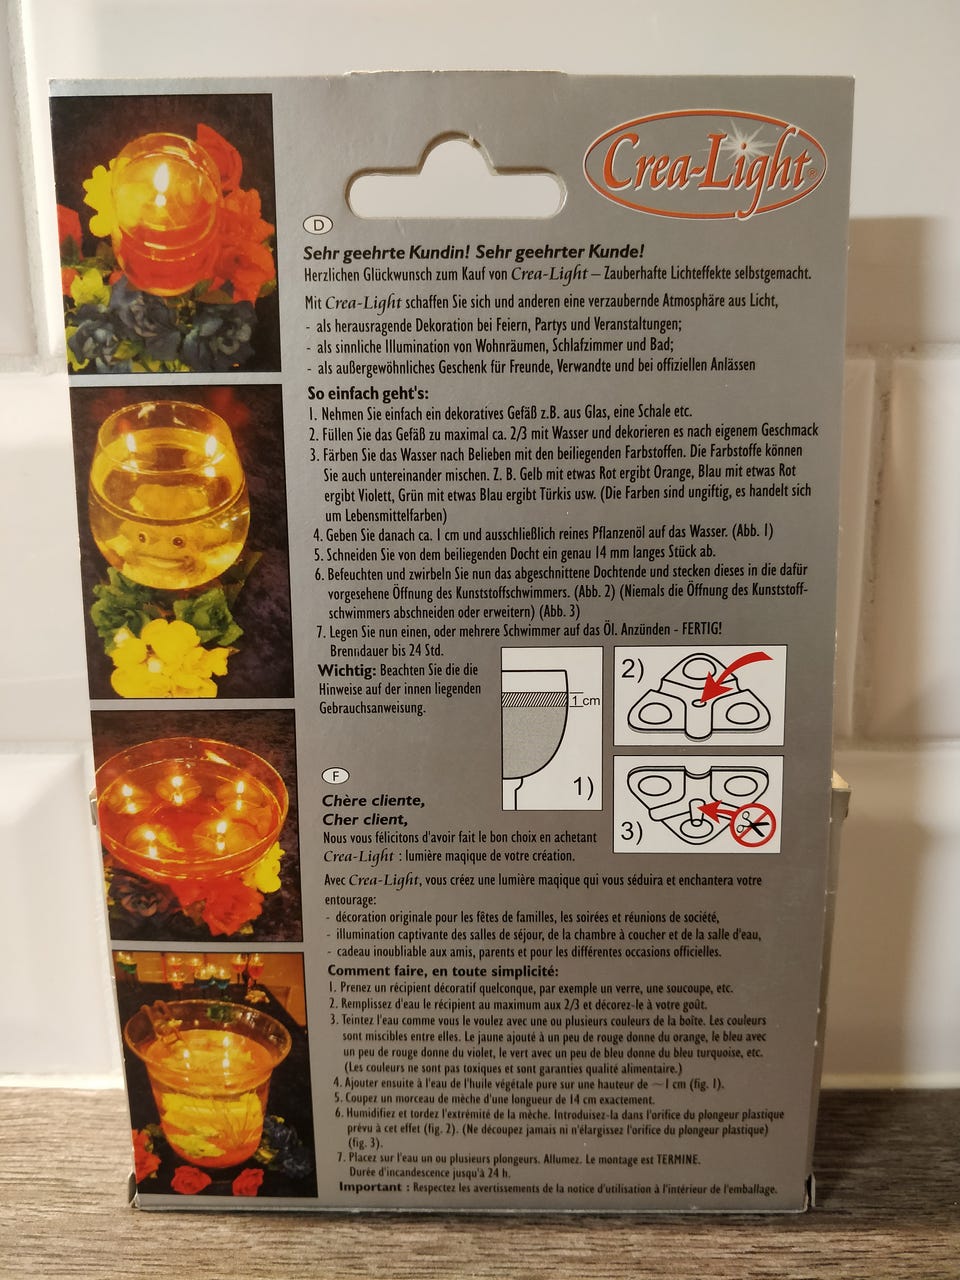 Crea-Light®
D
Sehr geehrte Kundin! Sehr geehrter Kunde!
Herzlichen Glückwunsch zum Kauf von Crea-Light – Zauberhafte Lichteffekte selbstgemacht.
Mit Crea-Light schaffen Sie sich und anderen eine verzaubernde Atmosphäre aus Licht,
- als herausragende Dekoration bei Feiern, Partys und Veranstaltungen;
- als sinnliche Illumination von Wohnräumen, Schlafzimmer und Bad;
- als außergewöhnliches Geschenk für Freunde, Verwandte und bei offiziellen Anlässen
So einfach geht's:
1. Nehmen Sie einfach ein dekoratives Gefäß z.B. aus Glas, eine Schale etc.
2. Füllen Sie das Gefäß zu maximal ca. 2/3 mit Wasser und dekorieren es nach eigenem Geschmack
3. Färben Sie das Wasser nach Belieben mit den beiliegenden Farbstoffen. Die Farbstoffe können
Sie auch untereinander mischen. Z. B. Gelb mit etwas Rot ergibt Orange, Blau mit etwas Rot
ergibt Violett, Grün mit etwas Blau ergibt Türkis usw. (Die Farben sind ungiftig, es handelt sich
um Lebensmittelfarben)
4. Geben Sie danach ca. 1 cm und ausschließlich reines Pflanzenöl auf das Wasser. (Abb. 1)
5. Schneiden Sie von dem beiliegenden Docht ein genau 14 mm langes Stück ab.
6. Befeuchten und zwirbeln Sie nun das abgeschnittene Dochtende und stecken dieses in die dafür
vorgesehene Öffnung des Kunststoffschwimmers. (Abb. 2) (Niemals die Öffnung des Kunststoff-
schwimmers abschneiden oder erweitern) (Abb. 3)
7. Legen Sie nun einen, oder mehrere Schwimmer auf das Öl. Anzünden - FERTIG!
Brenndauer bis 24 Std.
Wichtig: Beachten Sie die die
Hinweise auf der innen liegenden
Gebrauchsanweisung.
1 cm
1)
2)
3)
F
Chère cliente,
Cher client,
Nous vous félicitons d'avoir fait le bon choix en achetant
Crea-Light : lumière magique de votre création.
Avec Crea-Light, vous créez une lumière magique qui vous séduira et enchantera votre
entourage:
- décoration originale pour les fêtes de familles, les soirées et réunions de société,
- illumination captivante des salles de séjour, de la chambre à coucher et de la salle d'eau,
- cadeau inoubliable aux amis, parents et pour les différentes occasions officielles.
Comment faire, en toute simplicité:
1. Prenez un récipient décoratif quelconque, par exemple un verre, une soucoupe, etc.
2. Remplissez d'eau le récipient au maximum aux 2/3 et décorez-le à votre goût.
3. Teintez l'eau comme vous le voulez avec une ou plusieurs couleurs de la boîte. Les couleurs
sont miscibles entre elles. Le jaune ajouté à un peu de rouge donne du orange, le bleu avec
un peu de rouge donne du violet, le vert avec un peu de bleu donne du bleu turquoise, etc.
(Les couleurs ne sont pas toxiques et sont garanties qualité alimentaire.)
4. Ajouter ensuite à l'eau de l'huile végétale pure sur une hauteur de ~1 cm (fig. 1).
5. Coupez un morceau de mèche d'une longueur de 14 cm exactement.
6. Humidifiez et tordez l'extrémité de la mèche. Introduisez-la dans l'orifice du plongeur plastique
prévu à cet effet (fig. 2). (Ne découpez jamais ni n'élargissez l'orifice du plongeur plastique)
(fig. 3).
7. Placez sur l'eau un ou plusieurs plongeurs. Allumez. Le montage est TERMINE.
Durée d'incandescence jusqu'à 24 h.
Important : Respectez les avertissements de la notice d'utilisation à l'intérieur de l'emballage.